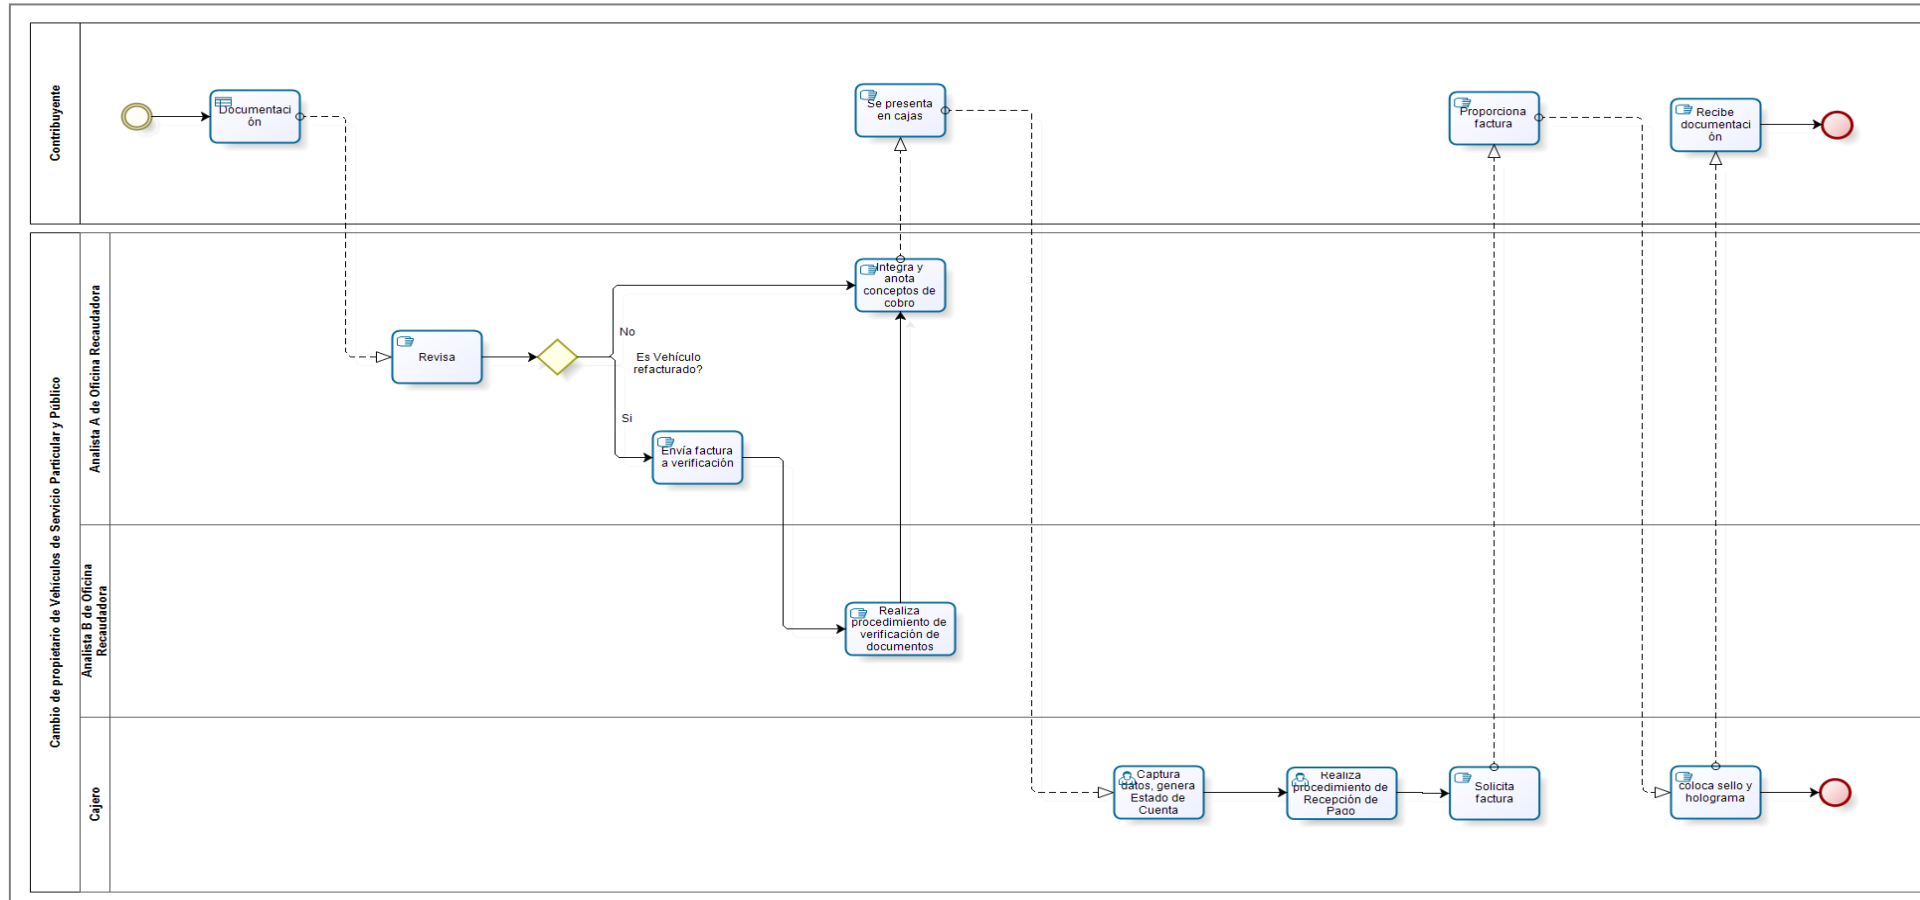 Contribuyente
Documentaci
ón
Se presenta
en cajas
Proporciona
factura
Recibe
documentaci
ón
Cambio de propietario de Vehículos de Servicio Particular y Público
Analista A de Oficina Recaudadora
Integra y
anota
conceptos de
cobro
No
Revisa
Es Vehículo
refacturado?
Si
Envía factura
a verificación
Analista B de Oficina
Recaudadora
Realiza
procedimiento de
verificación de
documentos
Cajero
Captura
datos, genera
Estado de
Cuenta
Realiza
procedimiento de
Recepción de
Pago
Solicita
factura
coloca sello y
holograma